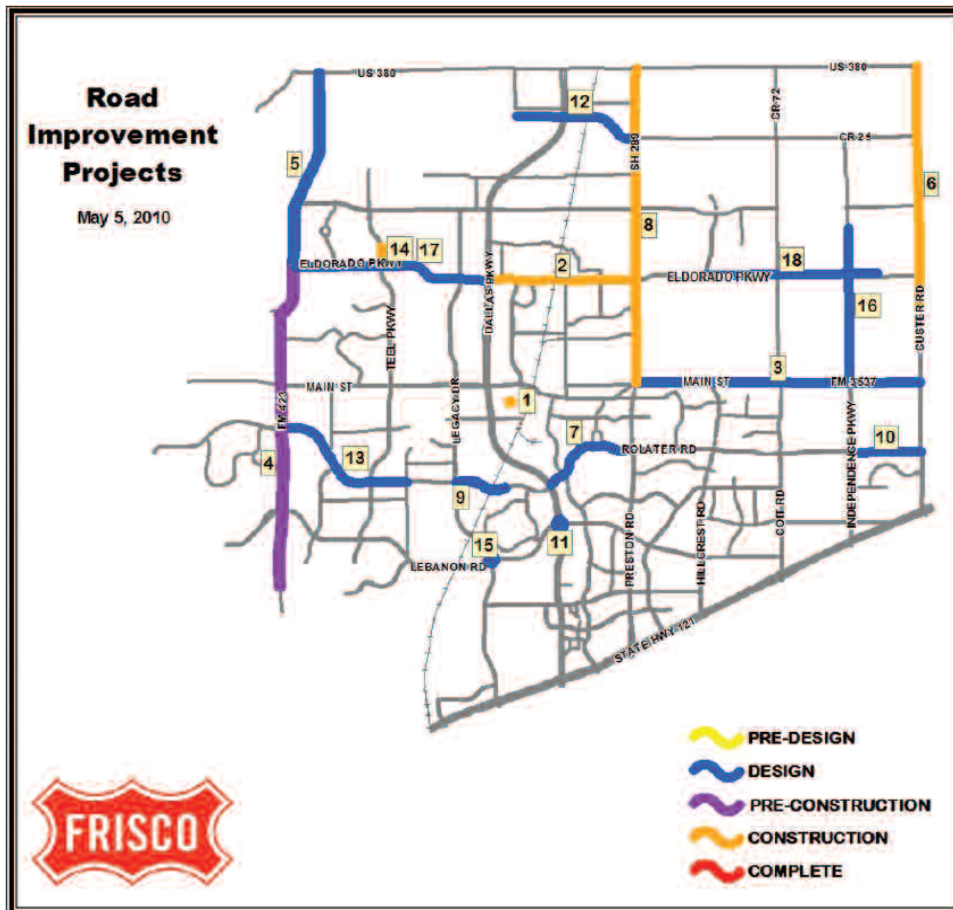 Road
Improvement
Projects
May 5, 2010
US 380
US 380
12
CR 72
CR 25
SH 289
5
6
8
14
17
ELDORADO PKWY
2
18
ELDORADO PKWY
DALLAS PKWY
16
TEEL PKWY
CUSTER RD
3
MAIN ST
MAIN ST
FM 3537
LEGACY DR
1
FM 423
7
ROLATER RD
10
INDEPENDENCE PKWY
4
13
9
COIT RD
PRESTON RD
HILLCREST RD
15
11
LEBANON RD
STATE HWY 121
PRE-DESIGN
DESIGN
PRE-CONSTRUCTION
CONSTRUCTION
COMPLETE
FRISCO